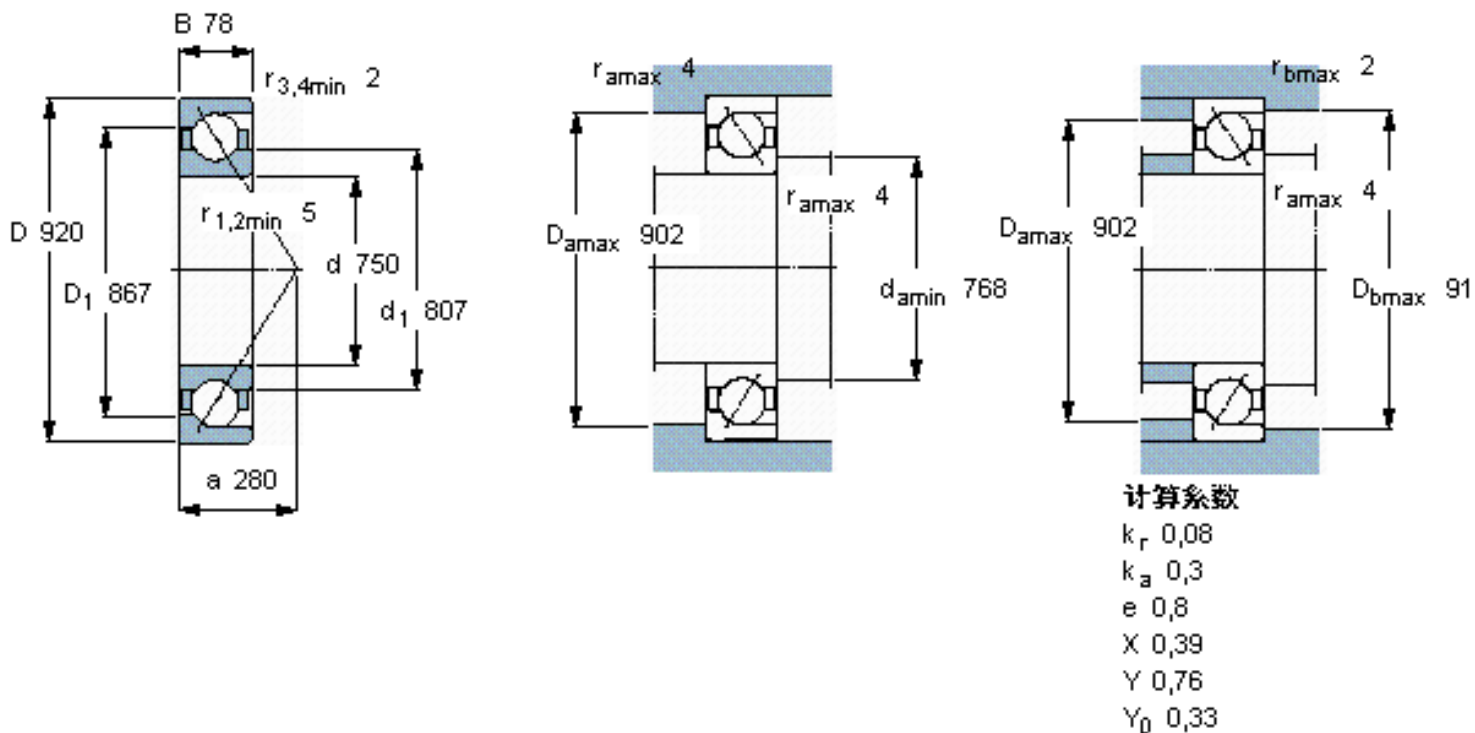 B 78
r3,4min 2
r1,2min 5
D 920
D1 867
d 750
d1 807
a 280
ramax 4
ramax 4
Damax 902
damin 768
rbmax 2
ramax 4
Damax 902
Dbmax 91
计算系数
kr 0,08
ka 0,3
e 0,8
X 0,39
Y 0,76
Y0 0,33